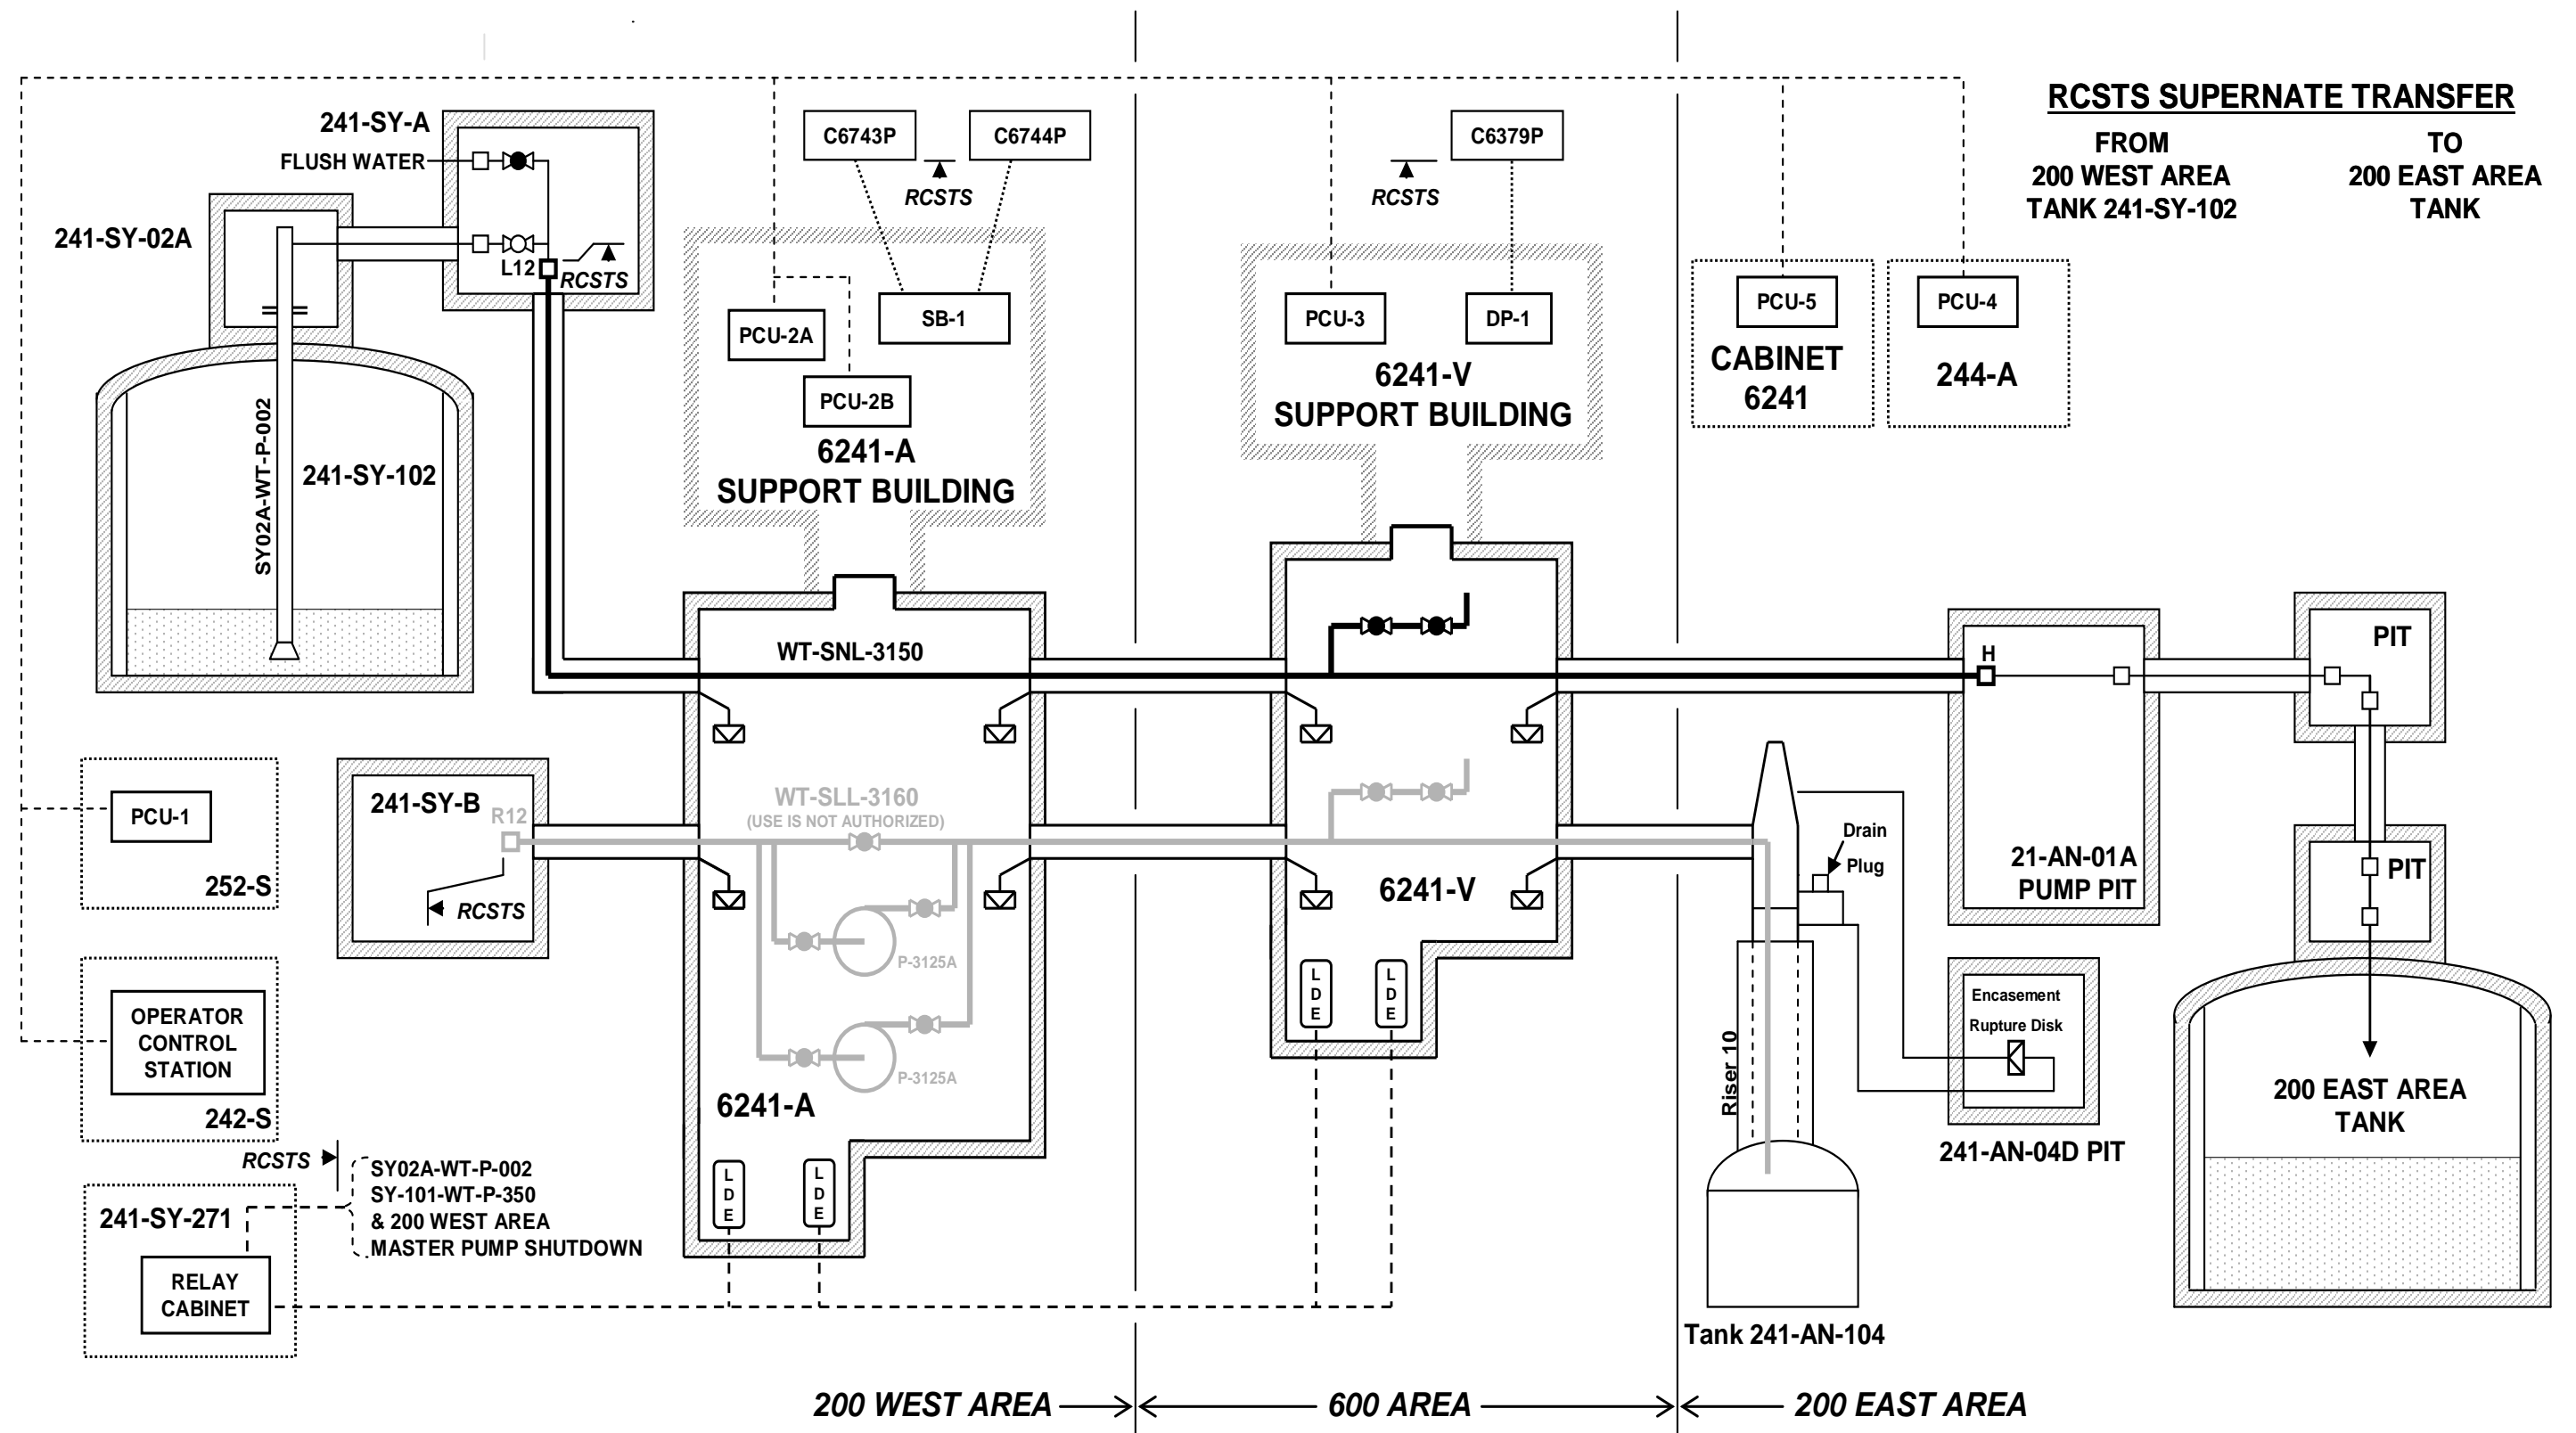 RCSTS SUPERNATE TRANSFER
FROM
200 WEST AREA
TANK 241-SY-102
TO
200 EAST AREA
TANK
241-SY-A
FLUSH WATER
241-SY-02A
L12
RCSTS
SY02A-WT-P-002
241-SY-102
C6743P
C6744P
RCSTS
PCU-2A
SB-1
PCU-2B
6241-A
SUPPORT BUILDING
C6379P
RCSTS
PCU-3
DP-1
6241-V
SUPPORT BUILDING
PCU-5
CABINET
6241
PCU-4
244-A
WT-SNL-3150
H
PIT
PCU-1
252-S
241-SY-B
R12
RCSTS
WT-SLL-3160
(USE IS NOT AUTHORIZED)
P-3125A
P-3125A
6241-A
L
D
E
L
D
E
6241-V
L
D
E
L
D
E
Drain
Plug
21-AN-01A
PUMP PIT
PIT
Encasement
Rupture Disk
Riser 10
241-AN-04D PIT
200 EAST AREA
TANK
OPERATOR
CONTROL
STATION
242-S
RCSTS
SY02A-WT-P-002
SY-101-WT-P-350
& 200 WEST AREA
MASTER PUMP SHUTDOWN
241-SY-271
RELAY
CABINET
Tank 241-AN-104
200 WEST AREA
600 AREA
200 EAST AREA